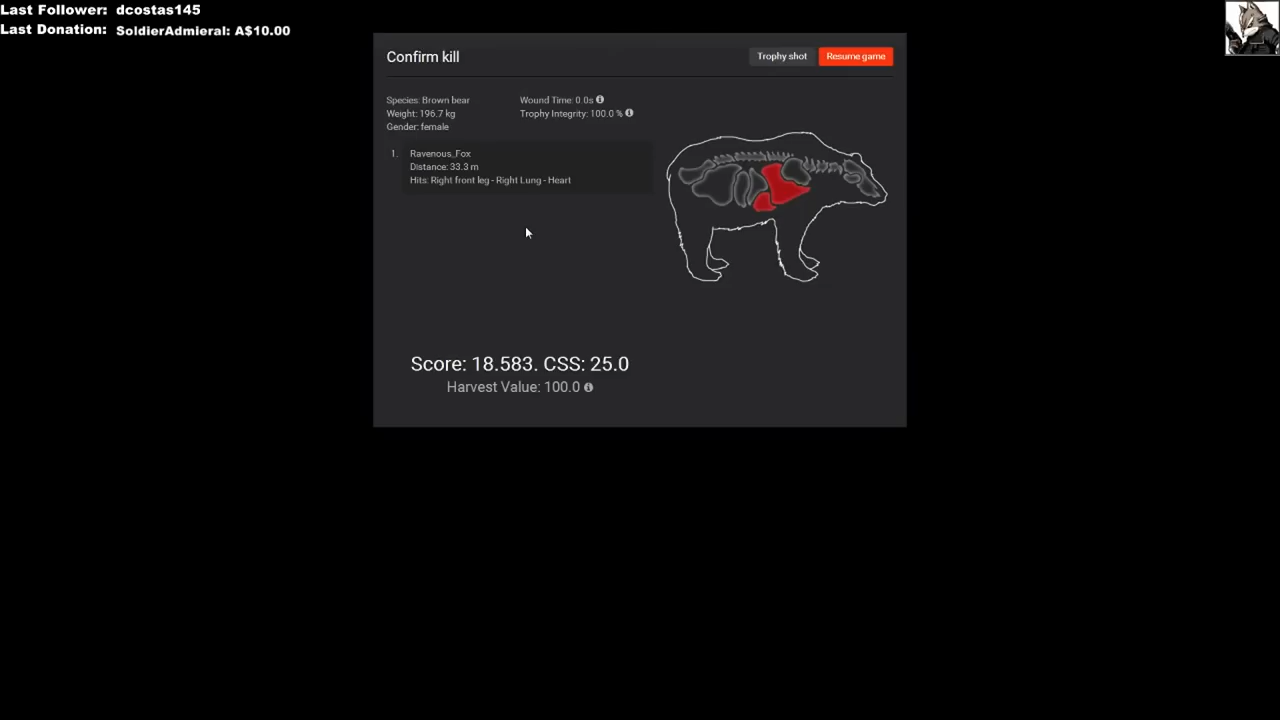 Last Follower: dcostas145
Last Donation: SoldierAdmieral: A$10.00
Confirm kill
Trophy shot
Resume game
Species: Brown bear
Wound Time: 0.0s
Weight: 196.7 kg
Trophy Integrity: 100.0 %
Gender: female
1. Ravenous_Fox
Distance: 33.3 m
Hits: Right front leg - Right Lung - Heart
Score: 18.583. CSS: 25.0
Harvest Value: 100.0